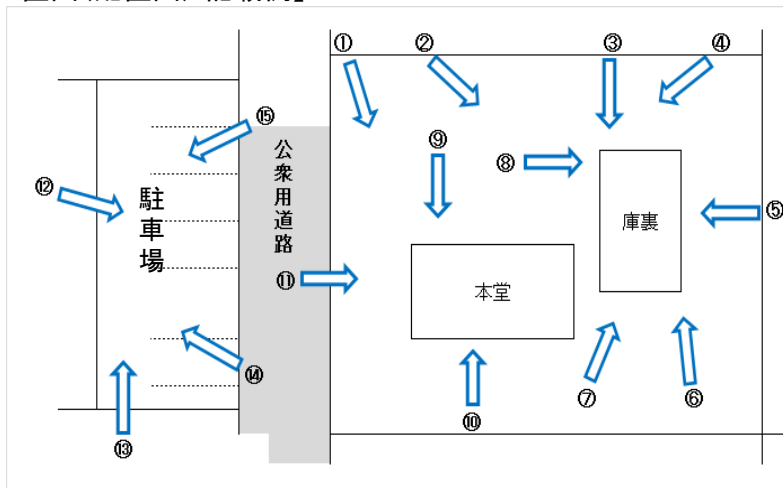 ① ② ③ ④
⑮
公衆用道路
⑨
⑧
⑫
駐車場
⑤
庫裏
⑪
本堂
⑭
⑦
⑥
⑩
⑬